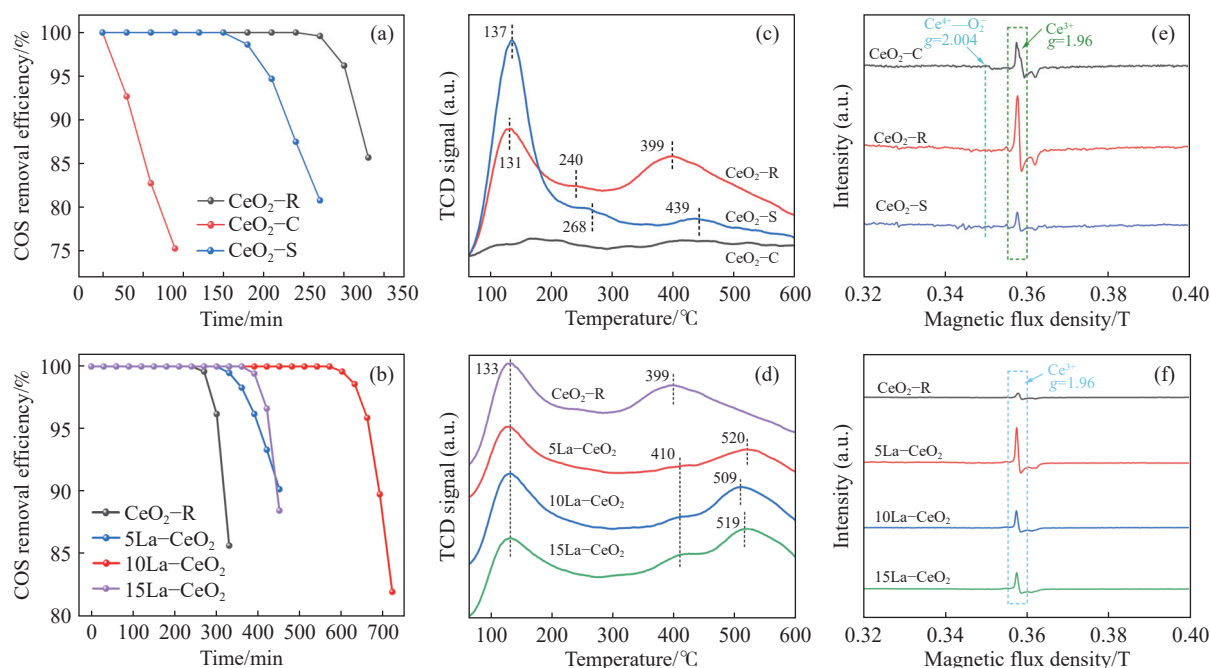 (a)
COS removal efficiency/%
100
95
90
85
80
75
CeO₂−R
CeO₂−C
CeO₂−S
0 50 100 150 200 250 300 350
Time/min
(c)
TCD signal (a.u.)
137
131
240
268
399
439
CeO₂−R
CeO₂−S
CeO₂−C
100 200 300 400 500 600
Temperature/℃
(e)
Intensity (a.u.)
Ce⁴⁺—O₂⁻
g=2.004
Ce³⁺
g=1.96
CeO₂−C
CeO₂−R
CeO₂−S
0.32 0.34 0.36 0.38 0.40
Magnetic flux density/T
(b)
COS removal efficiency/%
100
95
90
85
80
CeO₂−R
5La−CeO₂
10La−CeO₂
15La−CeO₂
0 100 200 300 400 500 600 700
Time/min
(d)
TCD signal (a.u.)
133
399
CeO₂−R
5La−CeO₂
410
520
10La−CeO₂
509
15La−CeO₂
519
100 200 300 400 500 600
Temperature/℃
(f)
Intensity (a.u.)
Ce³⁺
g=1.96
CeO₂−R
5La−CeO₂
10La−CeO₂
15La−CeO₂
0.32 0.34 0.36 0.38 0.40
Magnetic flux density/T